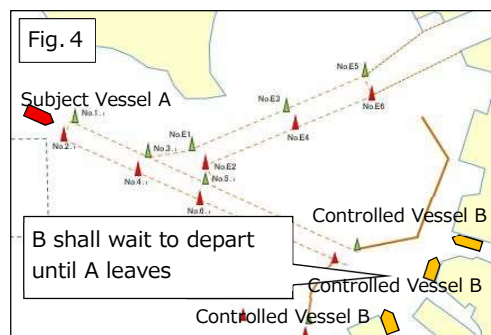 Fig. 4
No.E5
Subject Vessel A
No.1
No.E3
No.E6
No.2
No.E1
No.E4
No.3
No.E2
No.4
No.5
No.6
Controlled Vessel B
B shall wait to depart
until A leaves
Controlled Vessel B
Controlled Vessel B